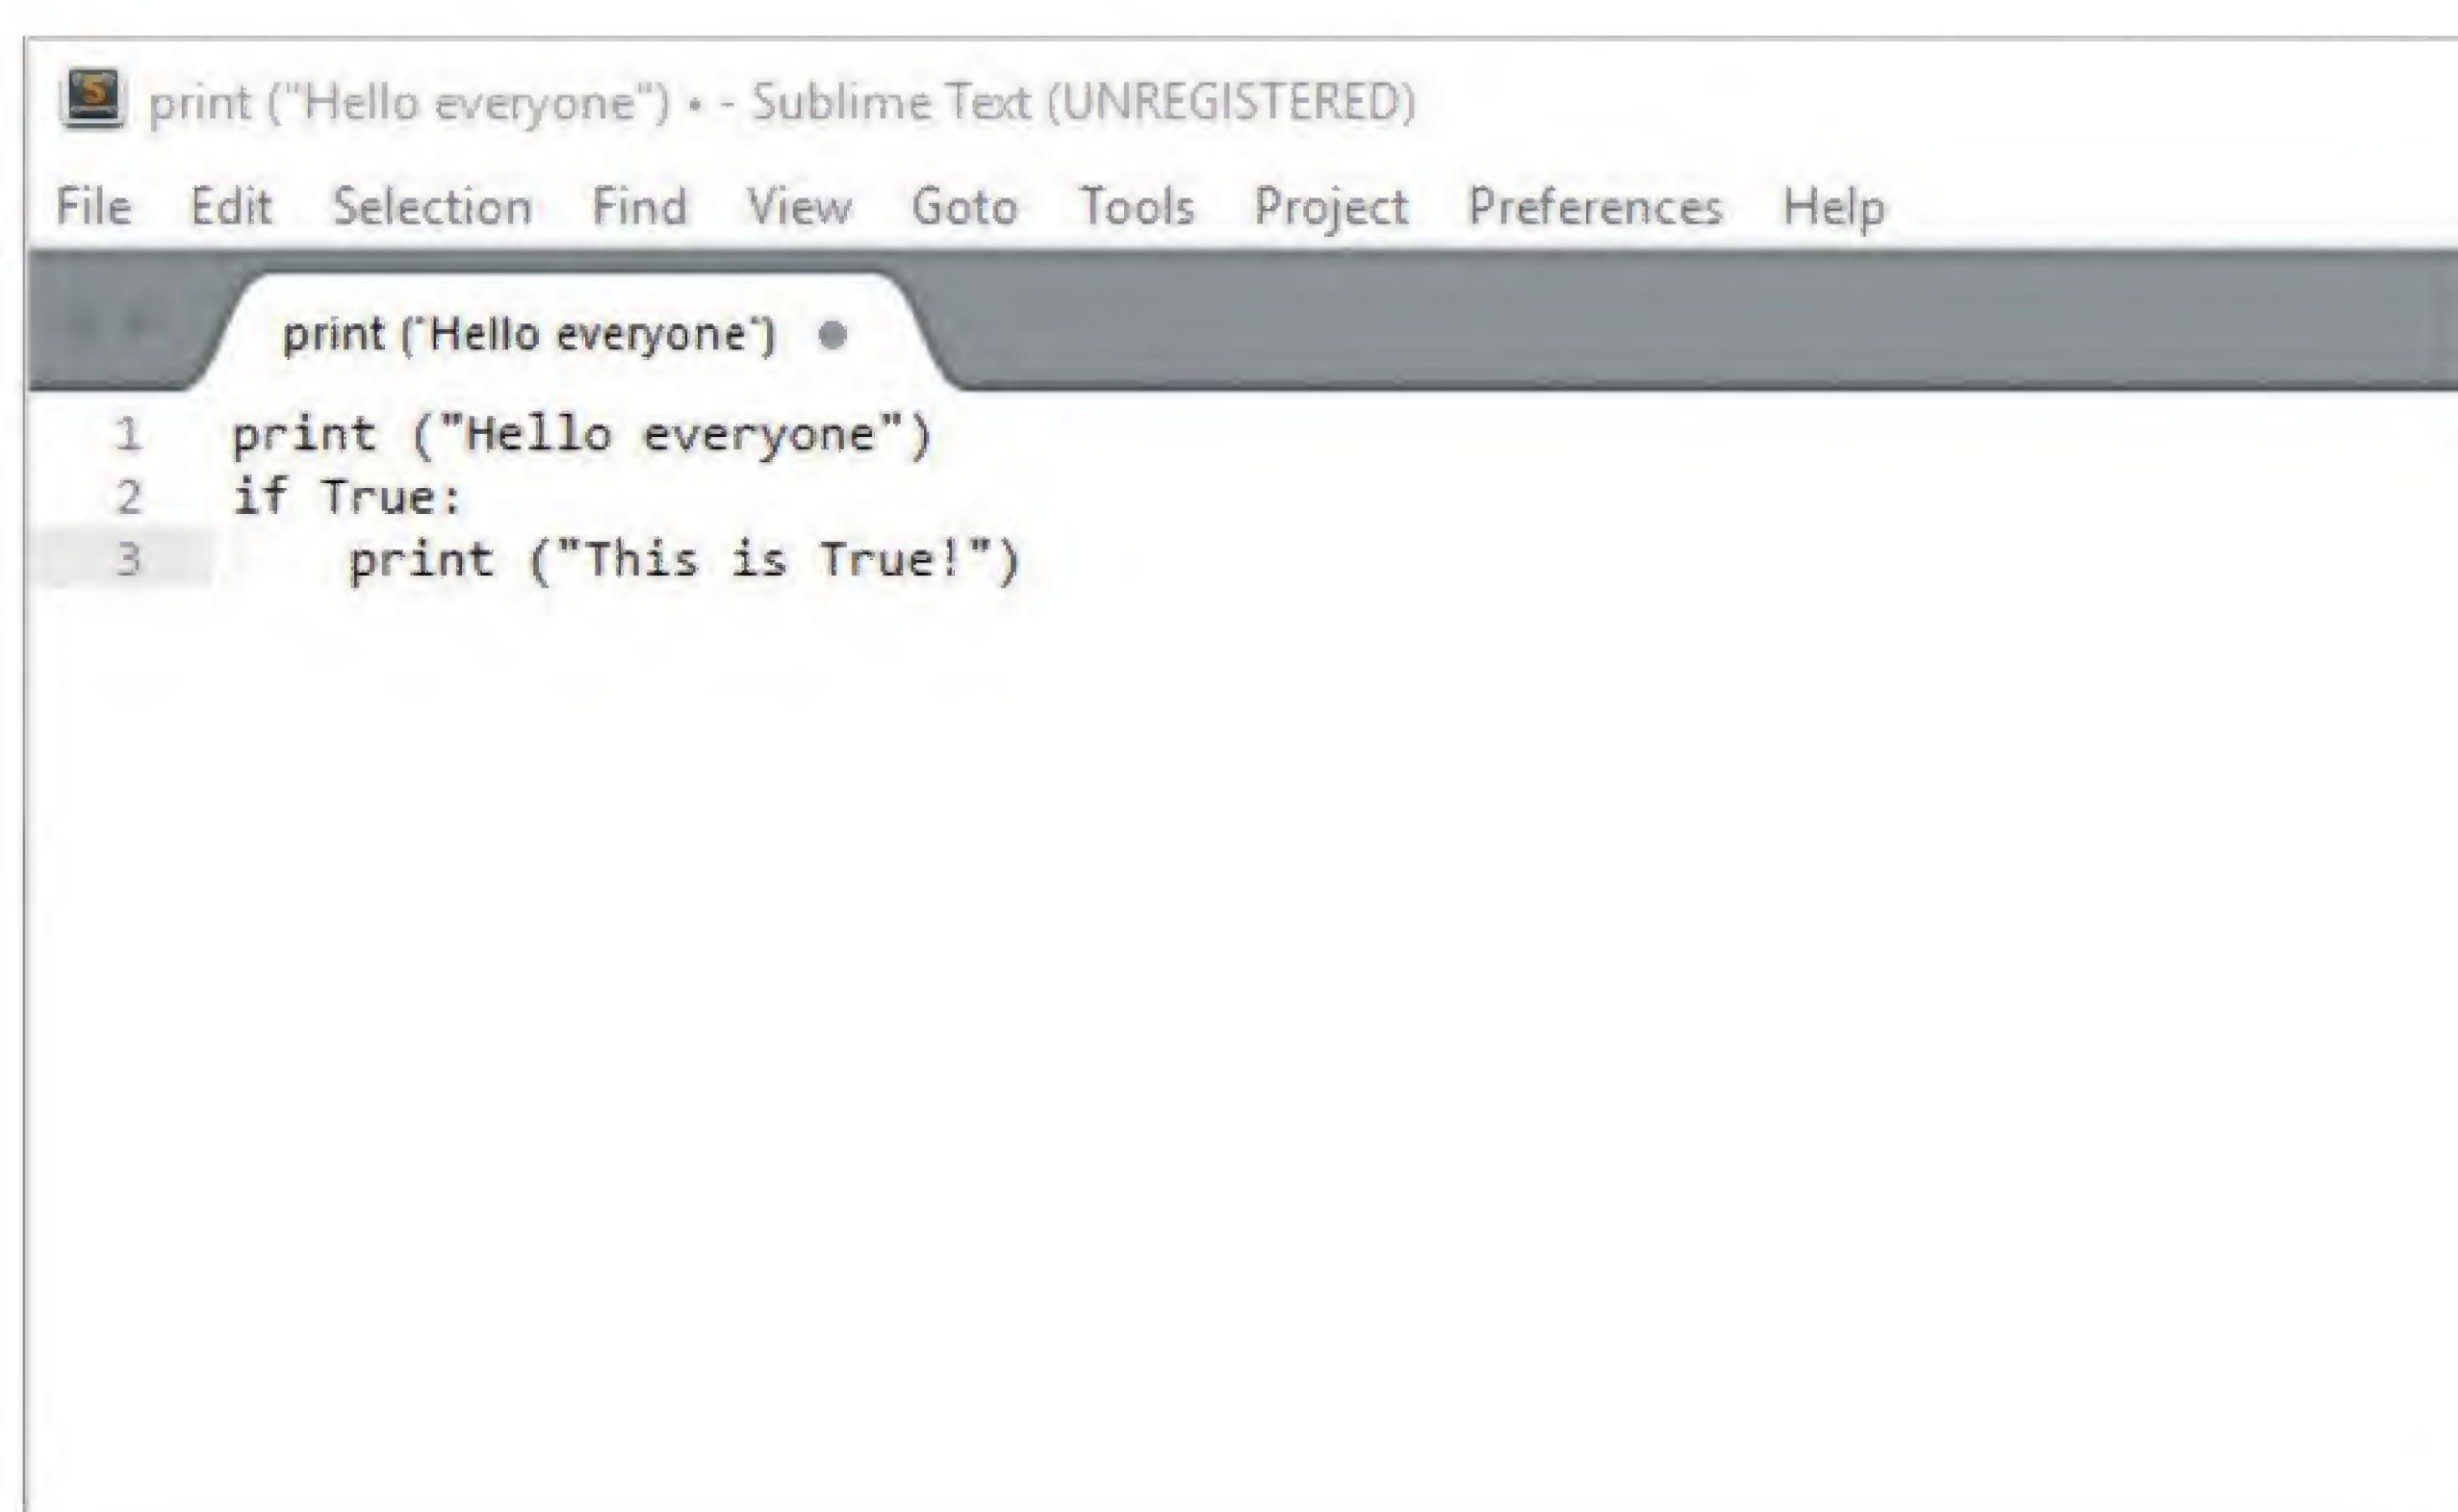 print ("Hello everyone") • - Sublime Text (UNREGISTERED)
File Edit Selection Find View Goto Tools Project Preferences Help
print ("Hello everyone")
1 print ("Hello everyone")
2 if True:
3     print ("This is True!")